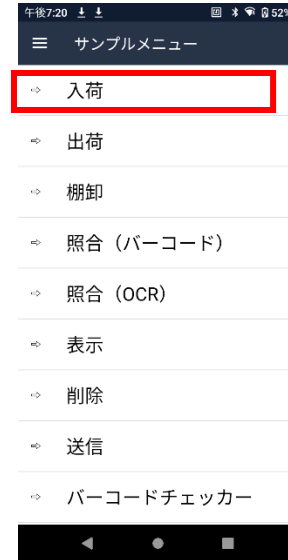 午後7:20
52%
サンプルメニュー
入荷
出荷
棚卸
照合（バーコード）
照合（OCR）
表示
削除
送信
バーコードチェッカー